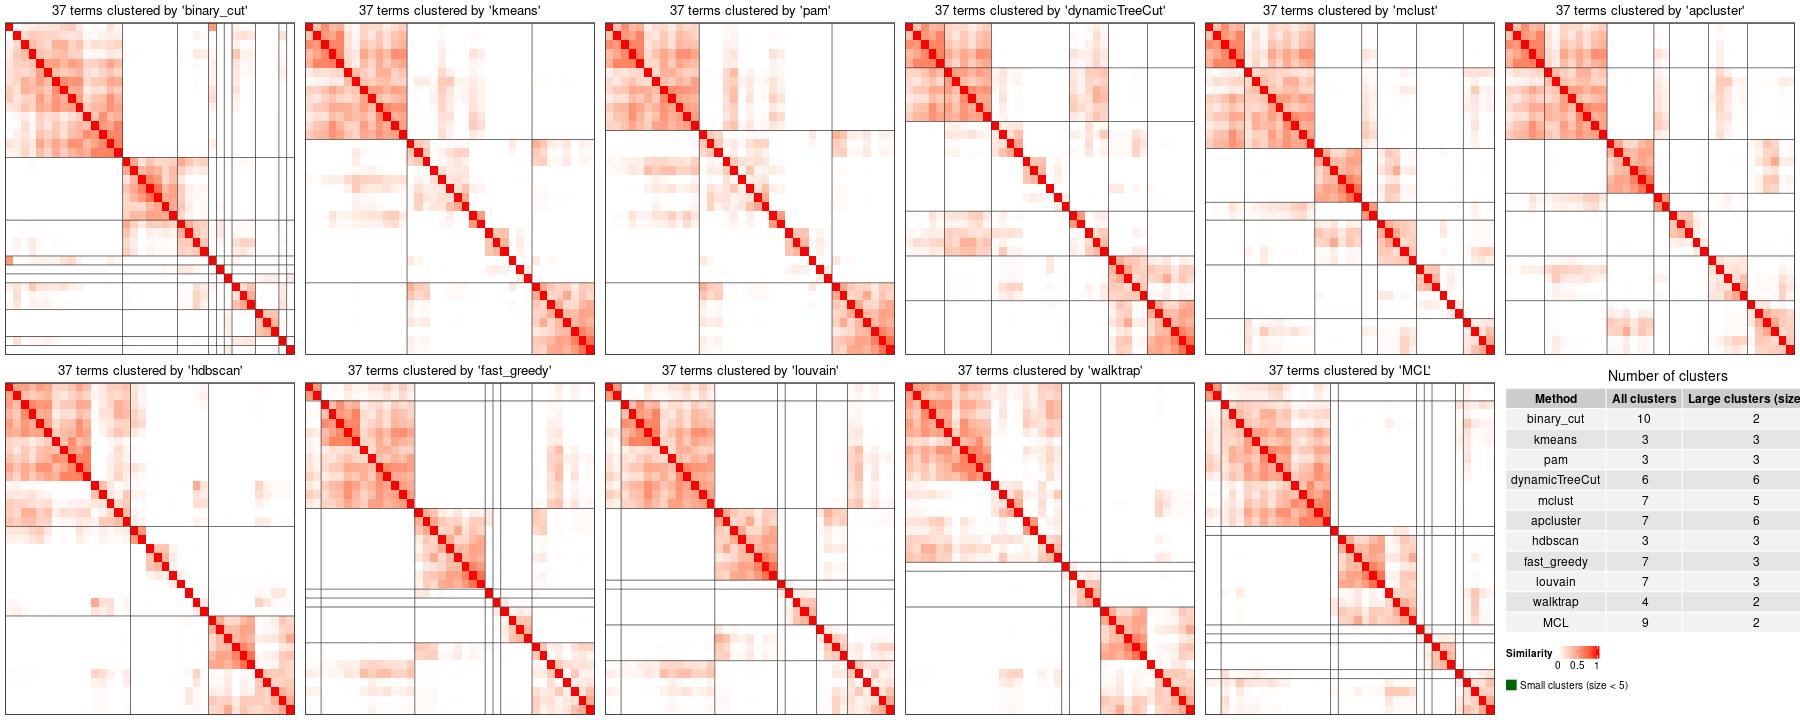 37 terms clustered by 'binary_cut'
37 terms clustered by 'kmeans'
37 terms clustered by 'pam'
37 terms clustered by 'dynamicTreeCut'
37 terms clustered by 'mclust'
37 terms clustered by 'apcluster'
37 terms clustered by 'hdbscan'
37 terms clustered by 'fast_greedy'
37 terms clustered by 'louvain'
37 terms clustered by 'walktrap'
37 terms clustered by 'MCL'
Number of clusters
Method All clusters Large clusters (size
binary_cut 10 2
kmeans 3 3
pam 3 3
dynamicTreeCut 6 6
mclust 7 5
apcluster 7 6
hdbscan 3 3
fast_greedy 7 3
louvain 7 3
walktrap 4 2
MCL 9 2
Similarity
0 0.5 1
Small clusters (size < 5)